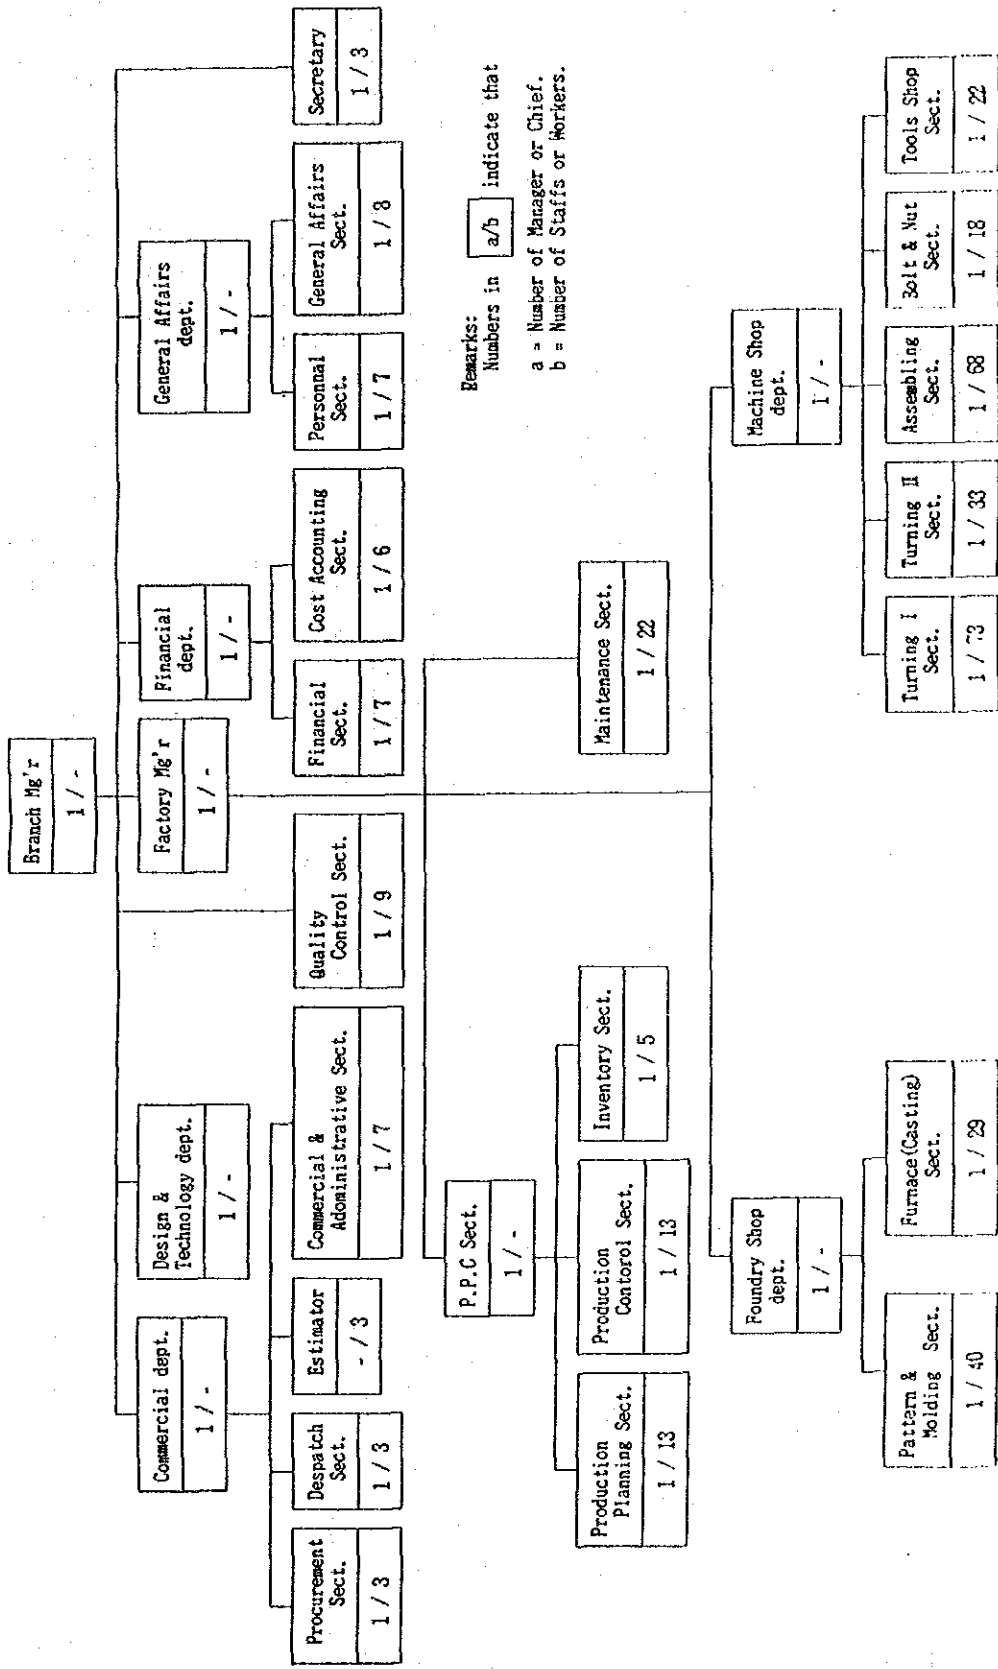 Branch Mg'r
1 / -
Commercial dept.
1 / -
Design &
Technology dept.
1 / -
Factory Mg'r
1 / -
Financial
dept.
1 / -
General Affairs
dept.
1 / -
Procurement
Sect.
1 / 3
Despatch
Sect.
1 / 3
Estimator
- / 3
Commercial &
Adoministrative Sect.
1 / 7
Quality
Control Sect.
1 / 9
Financial
Sect.
1 / 7
Cost Accounting
Sect.
1 / 6
Personnal
Sect.
1 / 7
General Affairs
Sect.
1 / 8
Secretary
1 / 3
Remarks:
Numbers in a/b indicate that
a = Number of Manager or Chief.
b = Number of Staffs or Workers.
P.P.C Sect.
1 / -
Production
Planning Sect.
1 / 13
Production
Contorol Sect.
1 / 13
Inventory Sect.
1 / 5
Maintenance Sect.
1 / 22
Foundry Shop
dept.
1 / -
Machine Shop
dept.
1 / -
Pattern &
Molding Sect.
1 / 40
Furnace(Casting)
Sect.
1 / 29
Turning I
Sect.
1 / 73
Turning II
Sect.
1 / 33
Assembling
Sect.
1 / 68
Bolt & Nut
Sect.
1 / 18
Tools Shop
Sect.
1 / 22